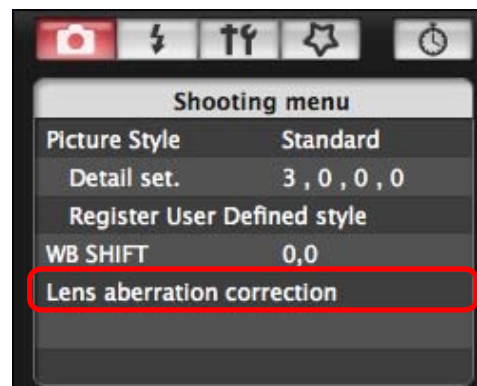 Shooting menu
Picture Style Standard
Detail set. 3 , 0 , 0 , 0
Register User Defined style
WB SHIFT 0,0
Lens aberration correction